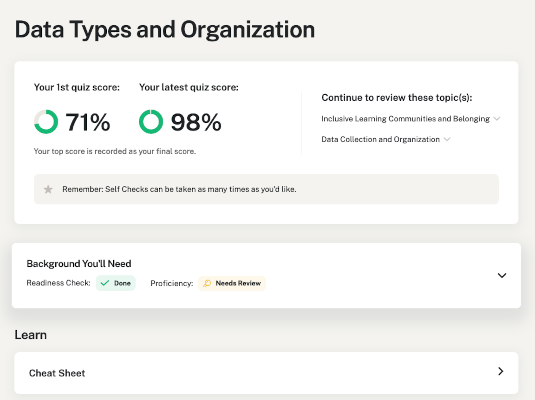 Data Types and Organization
Your 1st quiz score:
Your latest quiz score:
71%
98%
Your top score is recorded as your final score.
Continue to review these topic(s):
Inclusive Learning Communities and Belonging
Data Collection and Organization
Remember: Self Checks can be taken as many times as you'd like.
Background You'll Need
Readiness Check: Done Proficiency: Needs Review
Learn
Cheat Sheet